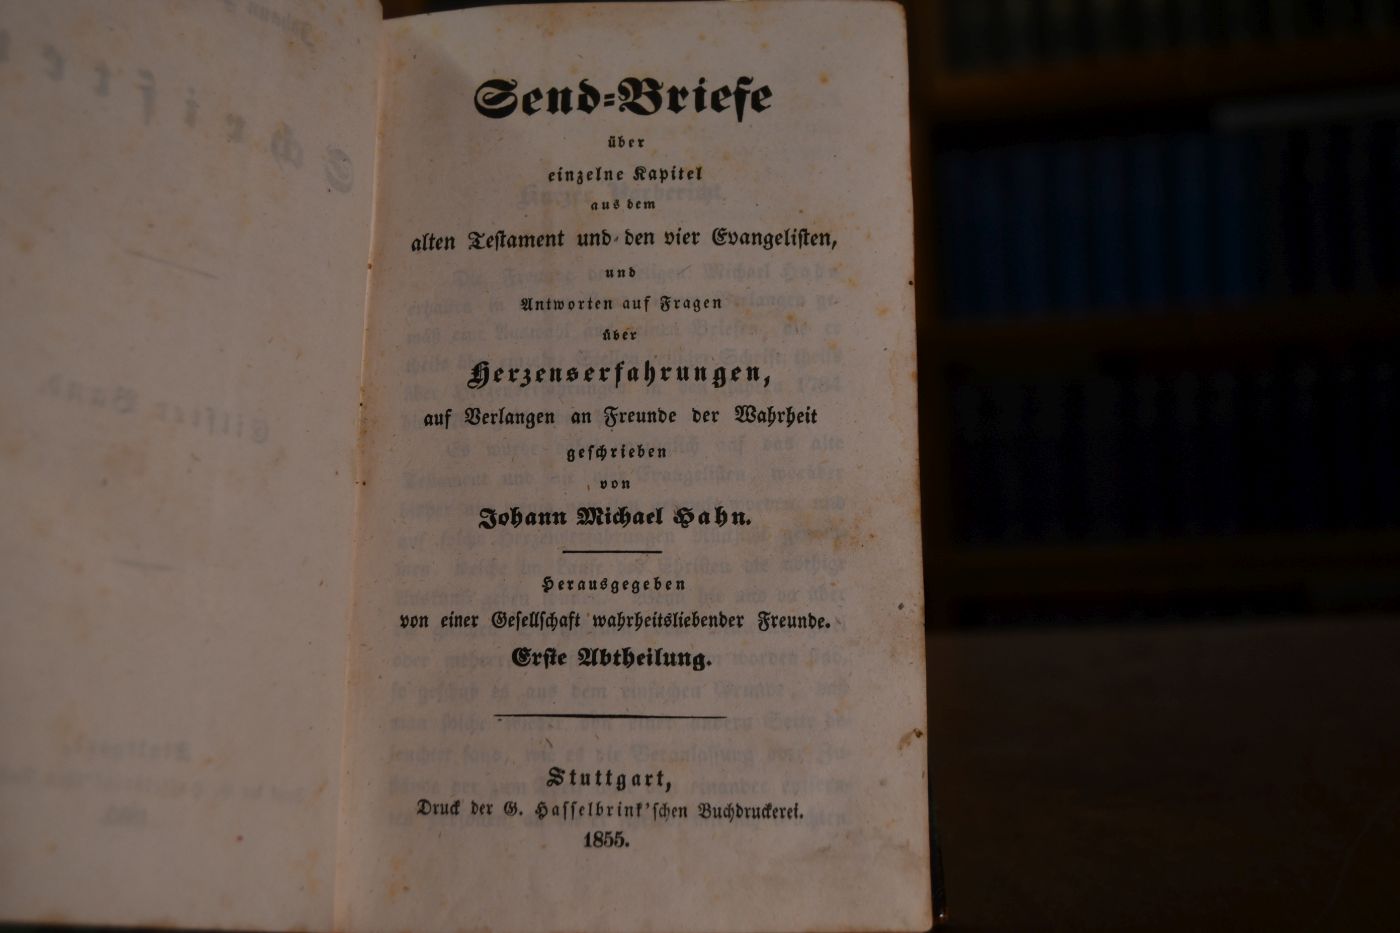 Send=Briefe
über
einzelne Kapitel
aus dem
alten Testament und den vier Evangelisten,
und
Antworten auf Fragen
über
Herzenserfahrungen,
auf Verlangen an Freunde der Wahrheit
geschrieben
von
Johann Michael Hahn.
Herausgegeben
von einer Gesellschaft wahrheitsliebender Freunde.
Erste Abtheilung.
Stuttgart,
Druck der G. Hasselbrink'schen Buchdruckerei.
1855.